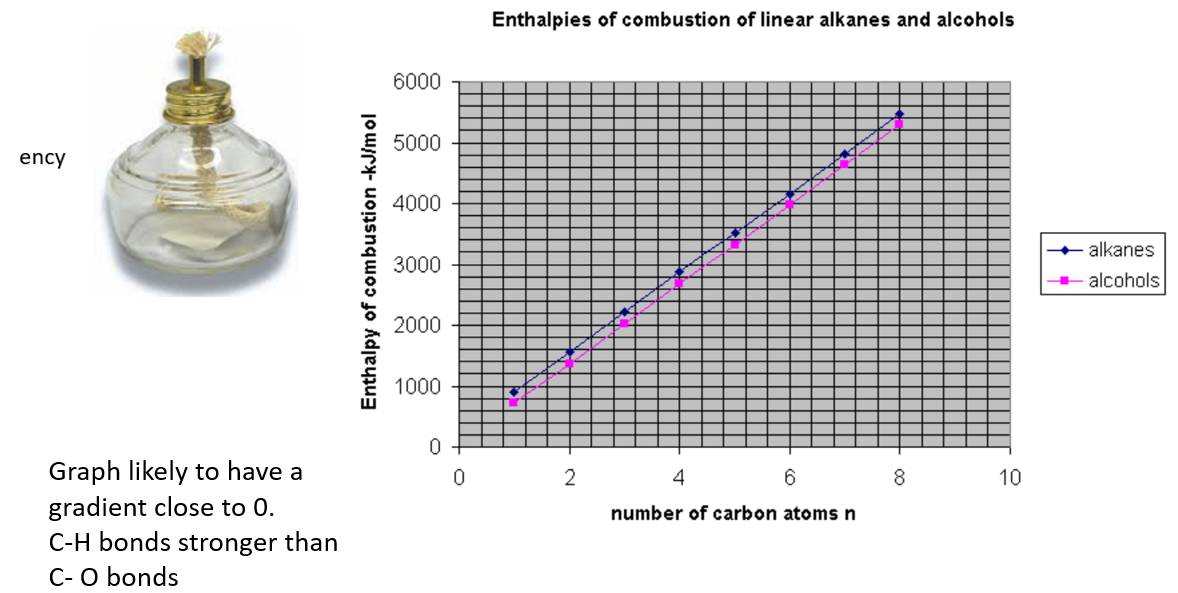 Enthalpies of combustion of linear alkanes and alcohols
ency
Enthalpy of combustion -kJ/mol
6000
5000
4000
3000
2000
1000
0
0 2 4 6 8 10
number of carbon atoms n
alkanes
alcohols
Graph likely to have a
gradient close to 0.
C-H bonds stronger than
C- O bonds